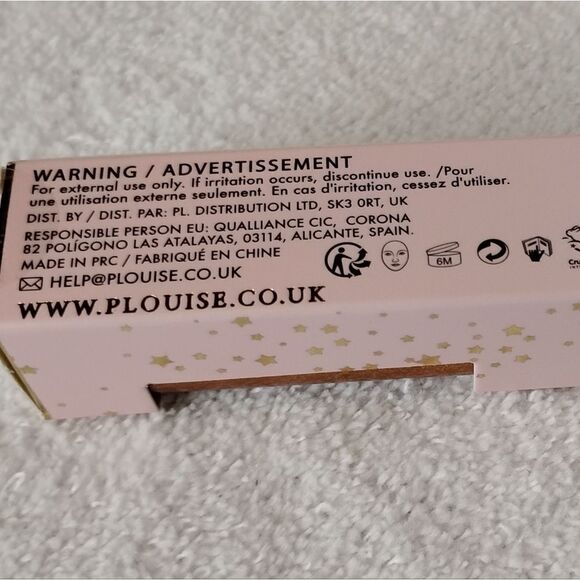 WARNING / ADVERTISSEMENT
For external use only. If irritation occurs, discontinue use. /Pour
une utilisation externe seulement. En cas d'irritation, cessez d'utiliser.
DIST. BY / DIST. PAR: PL. DISTRIBUTION LTD, SK3 0RT, UK
RESPONSIBLE PERSON EU: QUALLIANCE CIC, CORONA
82 POLÍGONO LAS ATALAYAS, 03114, ALICANTE, SPAIN.
MADE IN PRC / FABRIQUÉ EN CHINE
HELP@PLOUISE.CO.UK
6M
WWW.PLOUISE.CO.UK